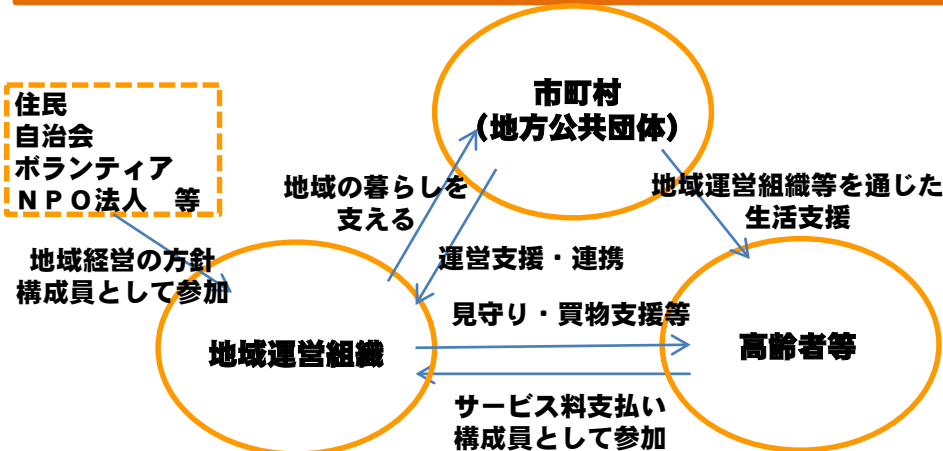 住民
自治会
ボランティア
ＮＰＯ法人　等
市町村
（地方公共団体）
地域の暮らしを
支える
地域運営組織等を通じた
生活支援
地域経営の方針
構成員として参加
運営支援・連携
見守り・買物支援等
地域運営組織
高齢者等
サービス料支払い
構成員として参加